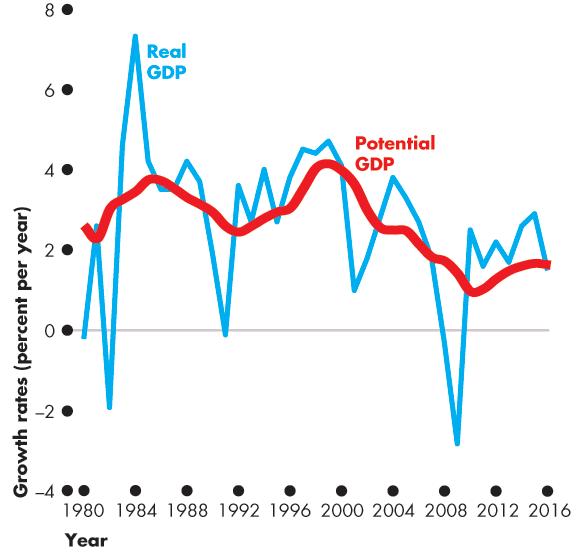 8
Real
GDP
6
Potential
GDP
4
2
0
–2
–4
Growth rates (percent per year)
1980 1984 1988 1992 1996 2000 2004 2008 2012 2016
Year